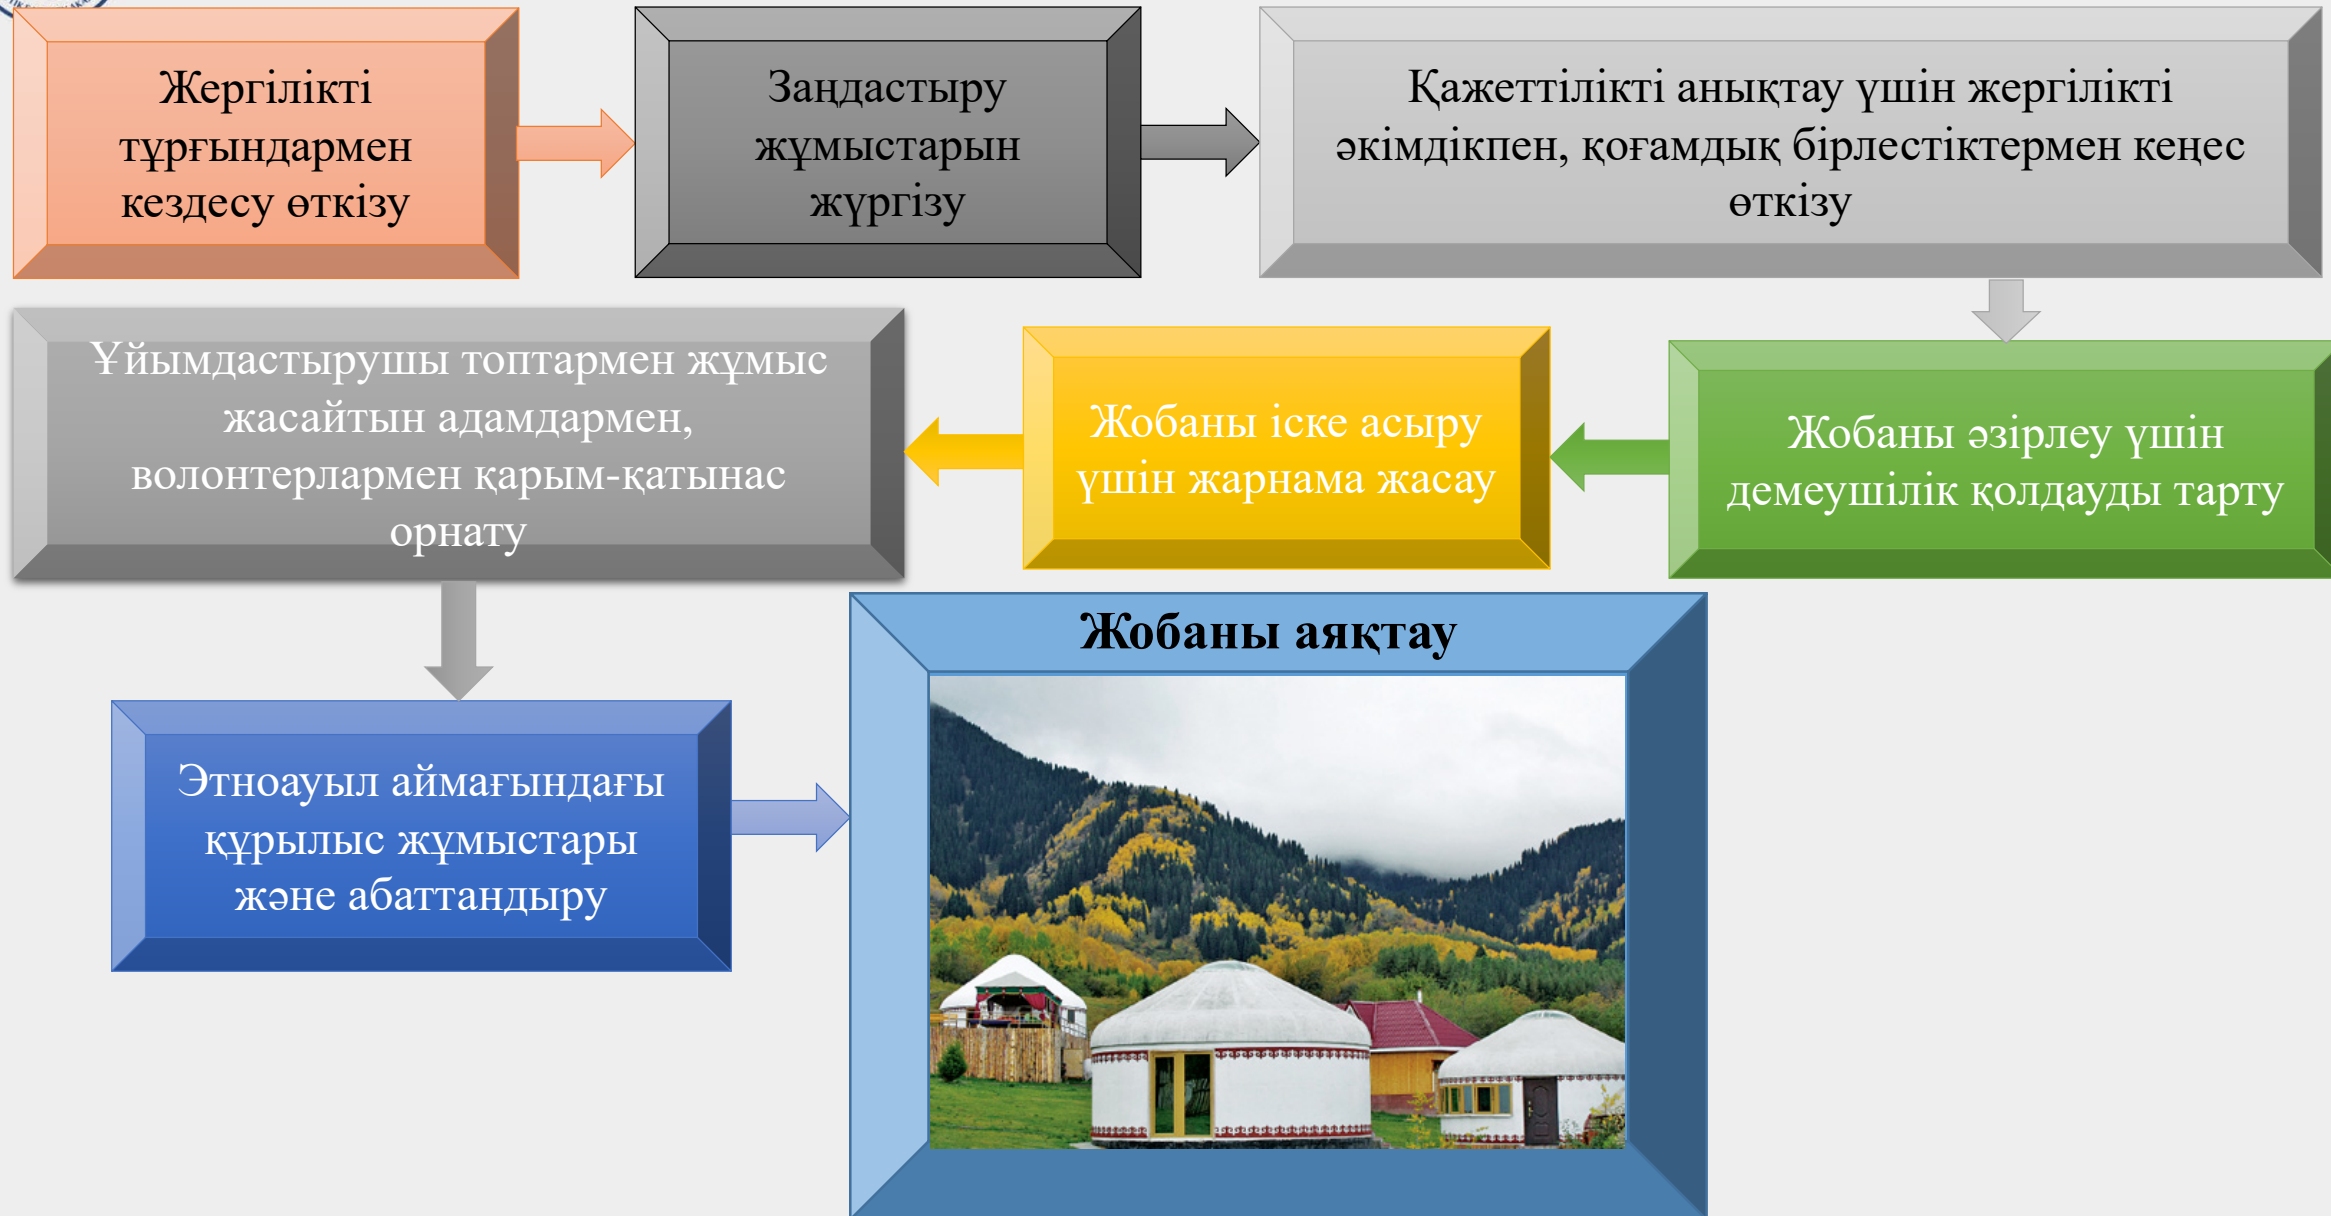 Жергілікті
тұрғындармен
кездесу өткізу
Заңдастыру
жұмыстарын
жүргізу
Қажеттілікті анықтау үшін жергілікті
әкімдікпен, қоғамдық бірлестіктермен кеңес
өткізу
Жобаны әзірлеу үшін
демеушілік қолдауды тарту
Жобаны іске асыру
үшін жарнама жасау
Ұйымдастырушы топтармен жұмыс
жасайтын адамдармен,
волонтерлармен қарым-қатынас
орнату
Этноауыл аймағындағы
құрылыс жұмыстары
және абаттандыру
Жобаны аяқтау